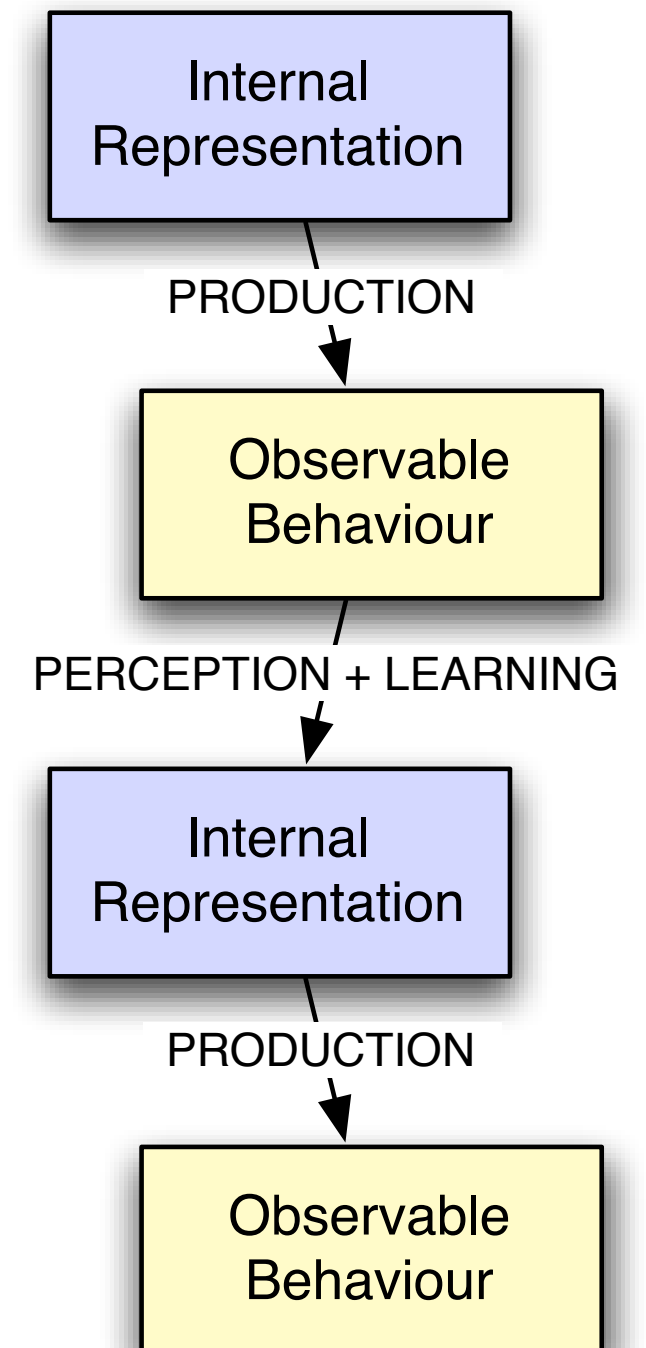 Internal
Representation
PRODUCTION
Observable
Behaviour
PERCEPTION + LEARNING
Internal
Representation
PRODUCTION
Observable
Behaviour